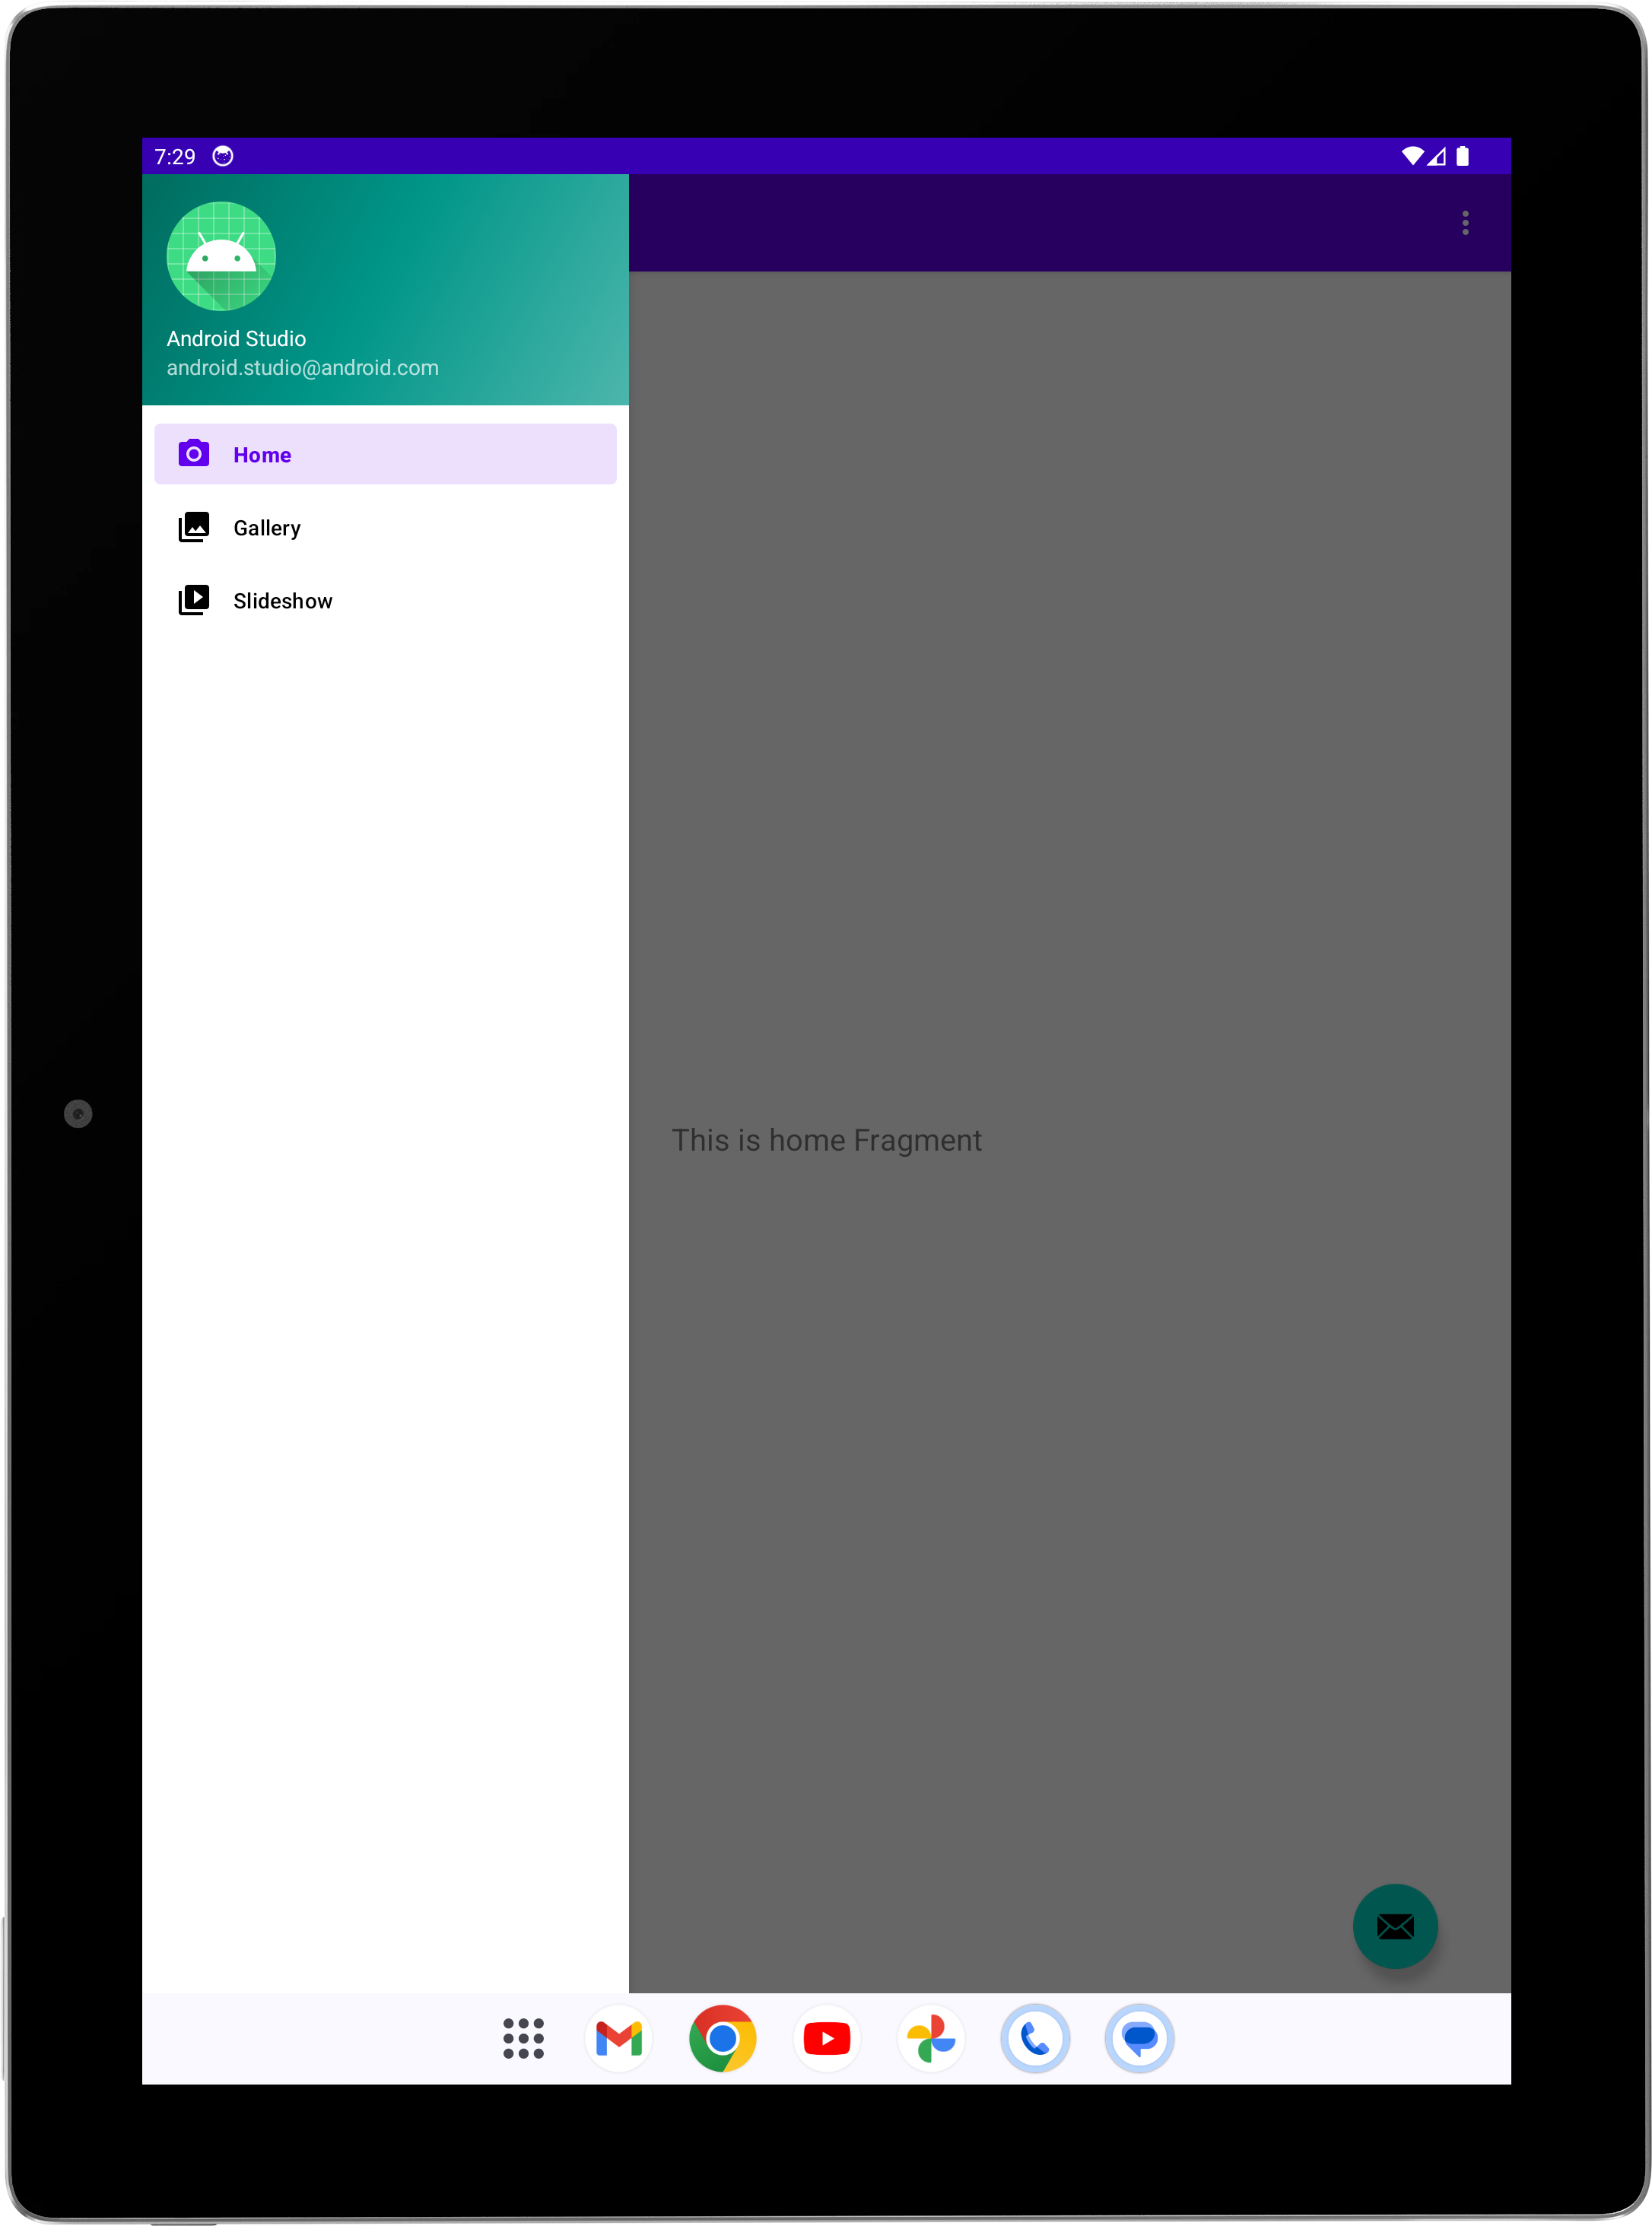 7:29
Android Studio
android.studio@android.com
Home
Gallery
Slideshow
This is home Fragment